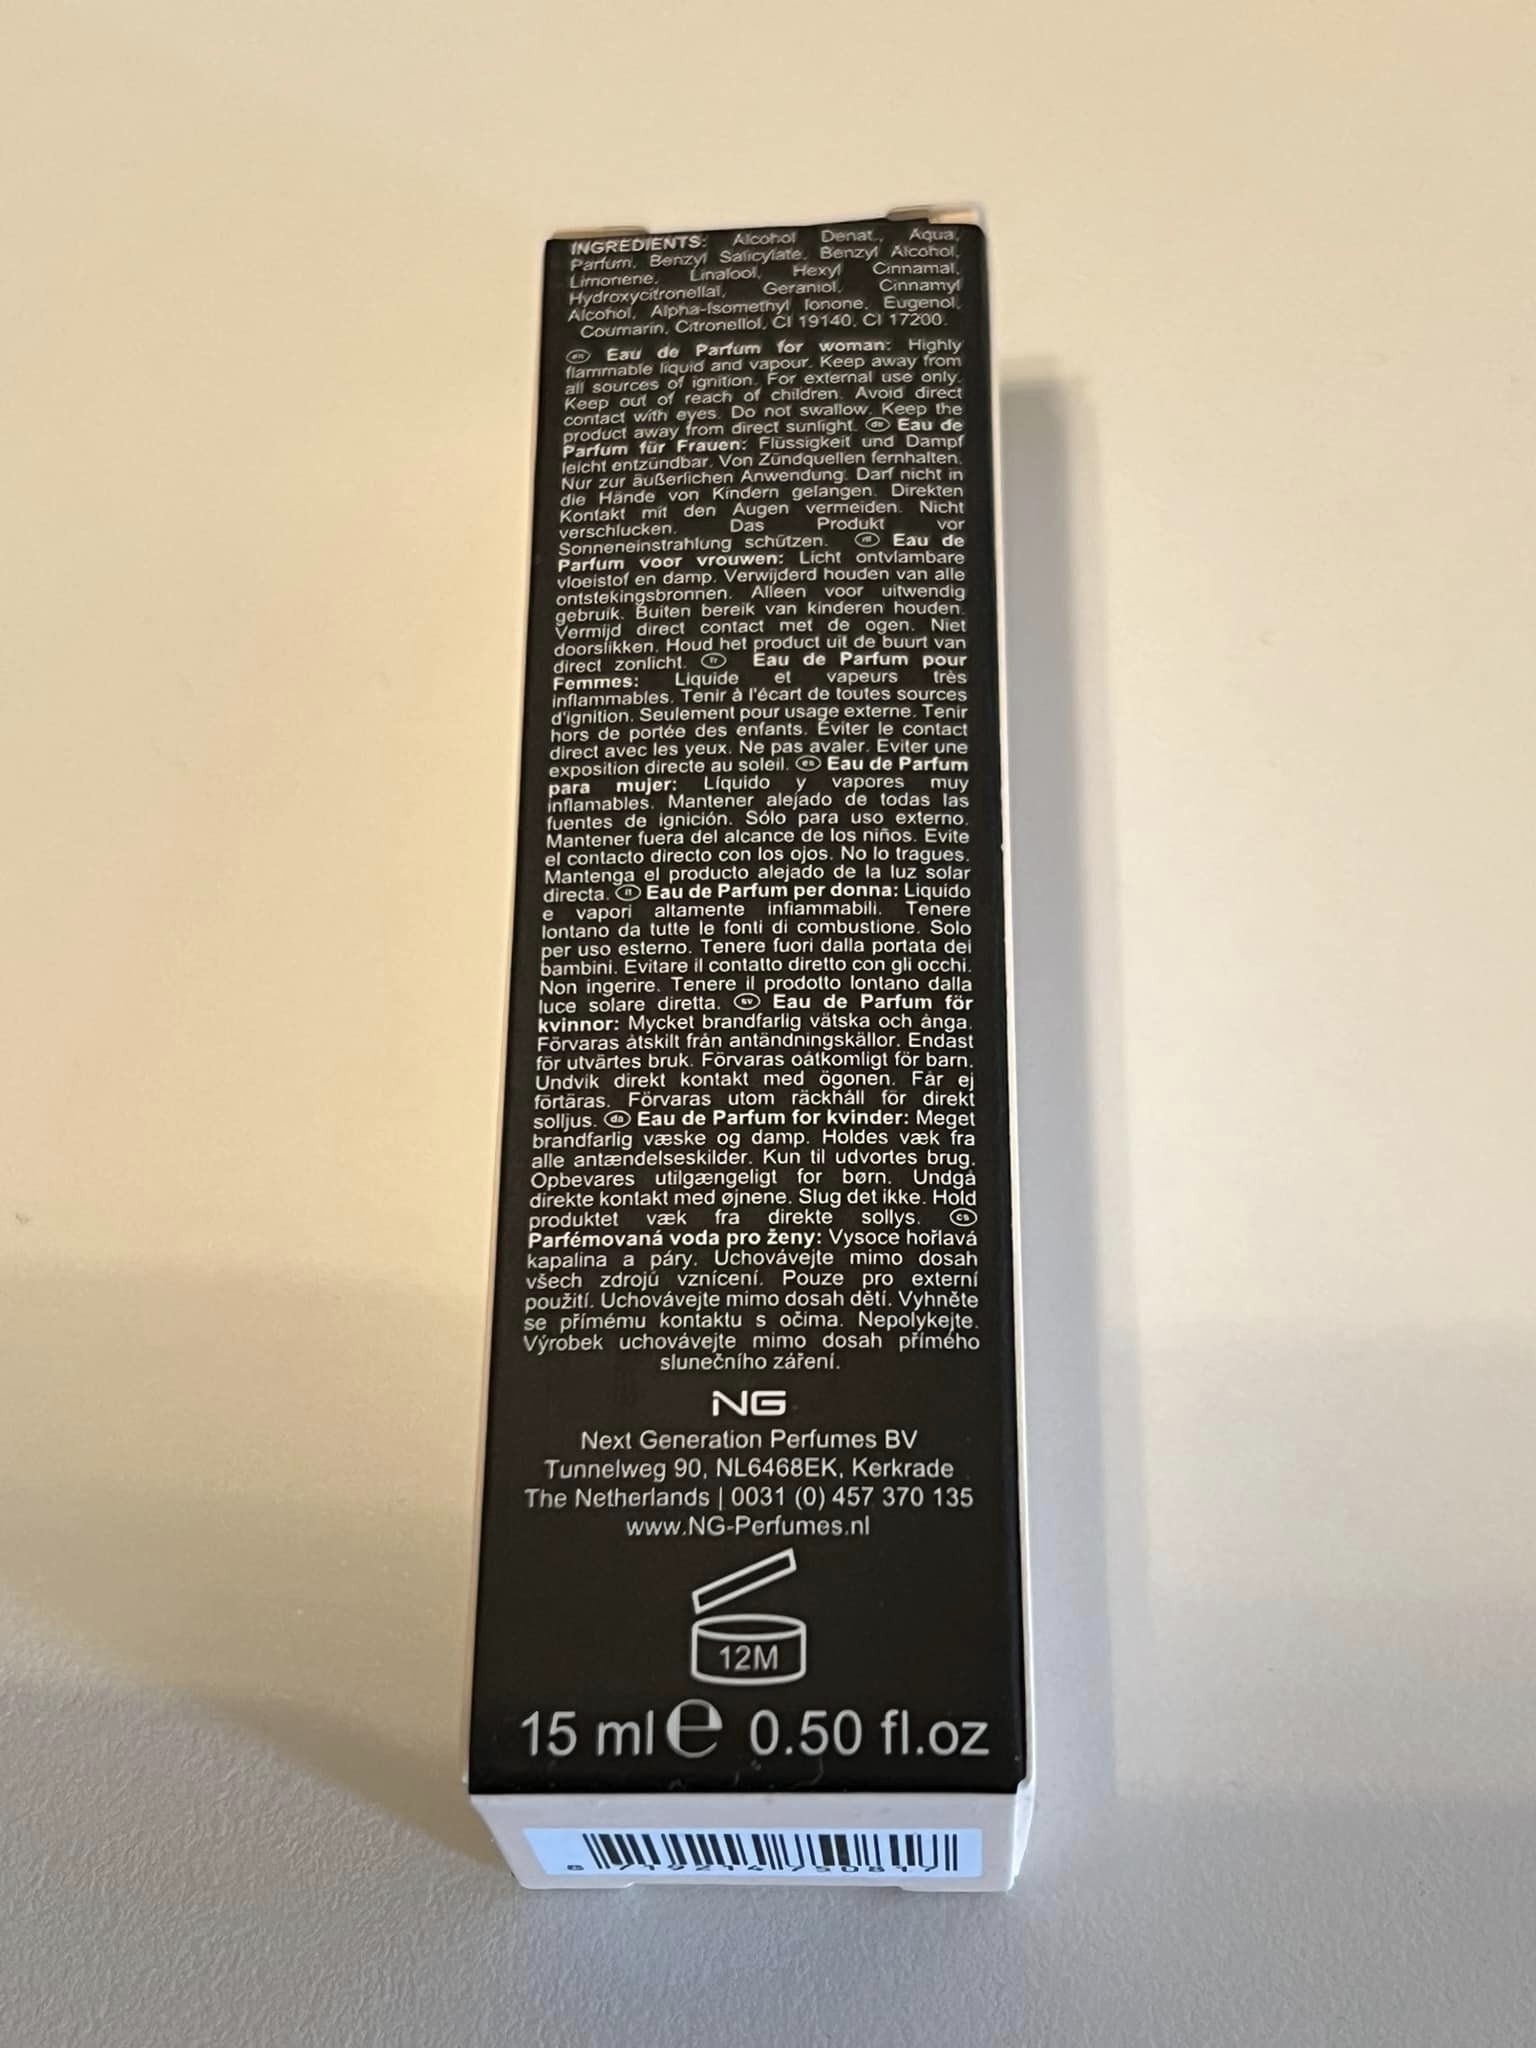 INGREDIENTS: Alcohol Denat., Aqua,
Parfum, Benzyl Salicylate, Benzyl Alcohol,
Limonene, Linalool, Hexyl Cinnamal,
Hydroxycitronellal, Geraniol, Cinnamyl
Alcohol, Alpha-Isomethyl Ionone, Eugenol,
Coumarin, Citronellol, CI 19140, CI 17200.
en Eau de Parfum for woman: Highly
flammable liquid and vapour. Keep away from
all sources of ignition. For external use only.
Keep out of reach of children. Avoid direct
contact with eyes. Do not swallow. Keep the
product away from direct sunlight. de Eau de
Parfum für Frauen: Flüssigkeit und Dampf
leicht entzündbar. Von Zündquellen fernhalten.
Nur zur äußerlichen Anwendung. Darf nicht in
die Hände von Kindern gelangen. Direkten
Kontakt mit den Augen vermeiden. Nicht
verschlucken. Das Produkt vor
Sonneneinstrahlung schützen. nl Eau de
Parfum voor vrouwen: Licht ontvlambare
vloeistof en damp. Verwijderd houden van alle
ontstekingsbronnen. Alleen voor uitwendig
gebruik. Buiten bereik van kinderen houden.
Vermijd direct contact met de ogen. Niet
doorslikken. Houd het product uit de buurt van
direct zonlicht. fr Eau de Parfum pour
Femmes: Liquide et vapeurs très
inflammables. Tenir à l'écart de toutes sources
d'ignition. Seulement pour usage externe. Tenir
hors de portée des enfants. Éviter le contact
direct avec les yeux. Ne pas avaler. Eviter une
exposition directe au soleil. es Eau de Parfum
para mujer: Líquido y vapores muy
inflamables. Mantener alejado de todas las
fuentes de ignición. Sólo para uso externo.
Mantener fuera del alcance de los niños. Evite
el contacto directo con los ojos. No lo tragues.
Mantenga el producto alejado de la luz solar
directa. it Eau de Parfum per donna: Liquido
e vapori altamente infiammabili. Tenere
lontano da tutte le fonti di combustione. Solo
per uso esterno. Tenere fuori dalla portata dei
bambini. Evitare il contatto diretto con gli occhi.
Non ingerire. Tenere il prodotto lontano dalla
luce solare diretta. sv Eau de Parfum för
kvinnor: Mycket brandfarlig vätska och ånga.
Förvaras åtskilt från antändningskällor. Endast
för utvärtes bruk. Förvaras oåtkomligt för barn.
Undvik direkt kontakt med ögonen. Får ej
förtäras. Förvaras utom räckhåll för direkt
solljus. da Eau de Parfum for kvinder: Meget
brandfarlig væske og damp. Holdes væk fra
alle antændelseskilder. Kun til udvortes brug.
Opbevares utilgængeligt for børn. Undgå
direkte kontakt med øjnene. Slug det ikke. Hold
produktet væk fra direkte sollys. cs
Parfémovaná voda pro ženy: Vysoce hořlavá
kapalina a páry. Uchovávejte mimo dosah
všech zdrojů vznícení. Pouze pro externí
použití. Uchovávejte mimo dosah dětí. Vyhněte
se přímému kontaktu s očima. Nepolykejte.
Výrobek uchovávejte mimo dosah přímého
slunečního záření.
NG
Next Generation Perfumes BV
Tunnelweg 90, NL6468EK, Kerkrade
The Netherlands | 0031 (0) 457 370 135
www.NG-Perfumes.nl
12M
15 ml e 0.50 fl.oz
8 719214 750817